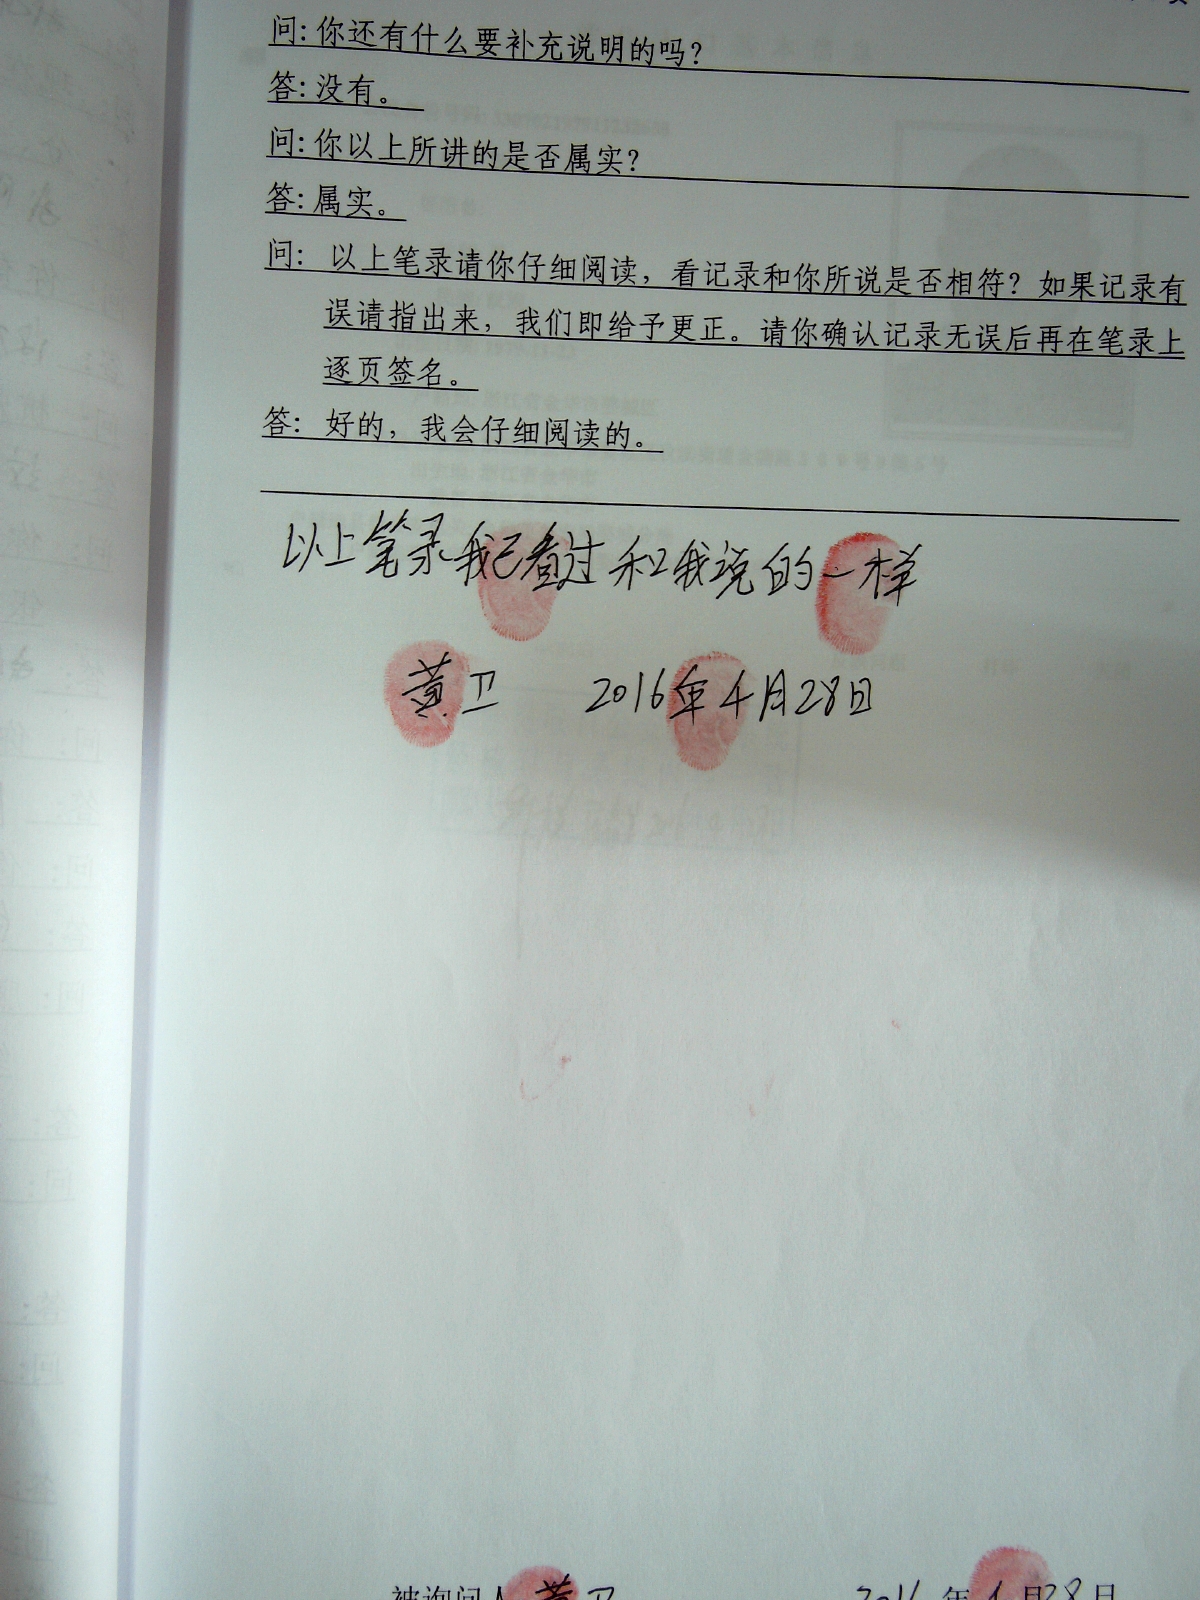 问：你还有什么要补充说明的吗？
答：没有。
问：你以上所讲的是否属实？
答：属实。
问： 以上笔录请你仔细阅读，看记录和你所说是否相符？如果记录有
误请指出来，我们即给予更正。请你确认记录无误后再在笔录上
逐页签名。
答： 好的，我会仔细阅读的。
以上笔录我已看过和我说的一样
黄卫 2016年4月28日
被询问人 黄卫 2016年4月28日